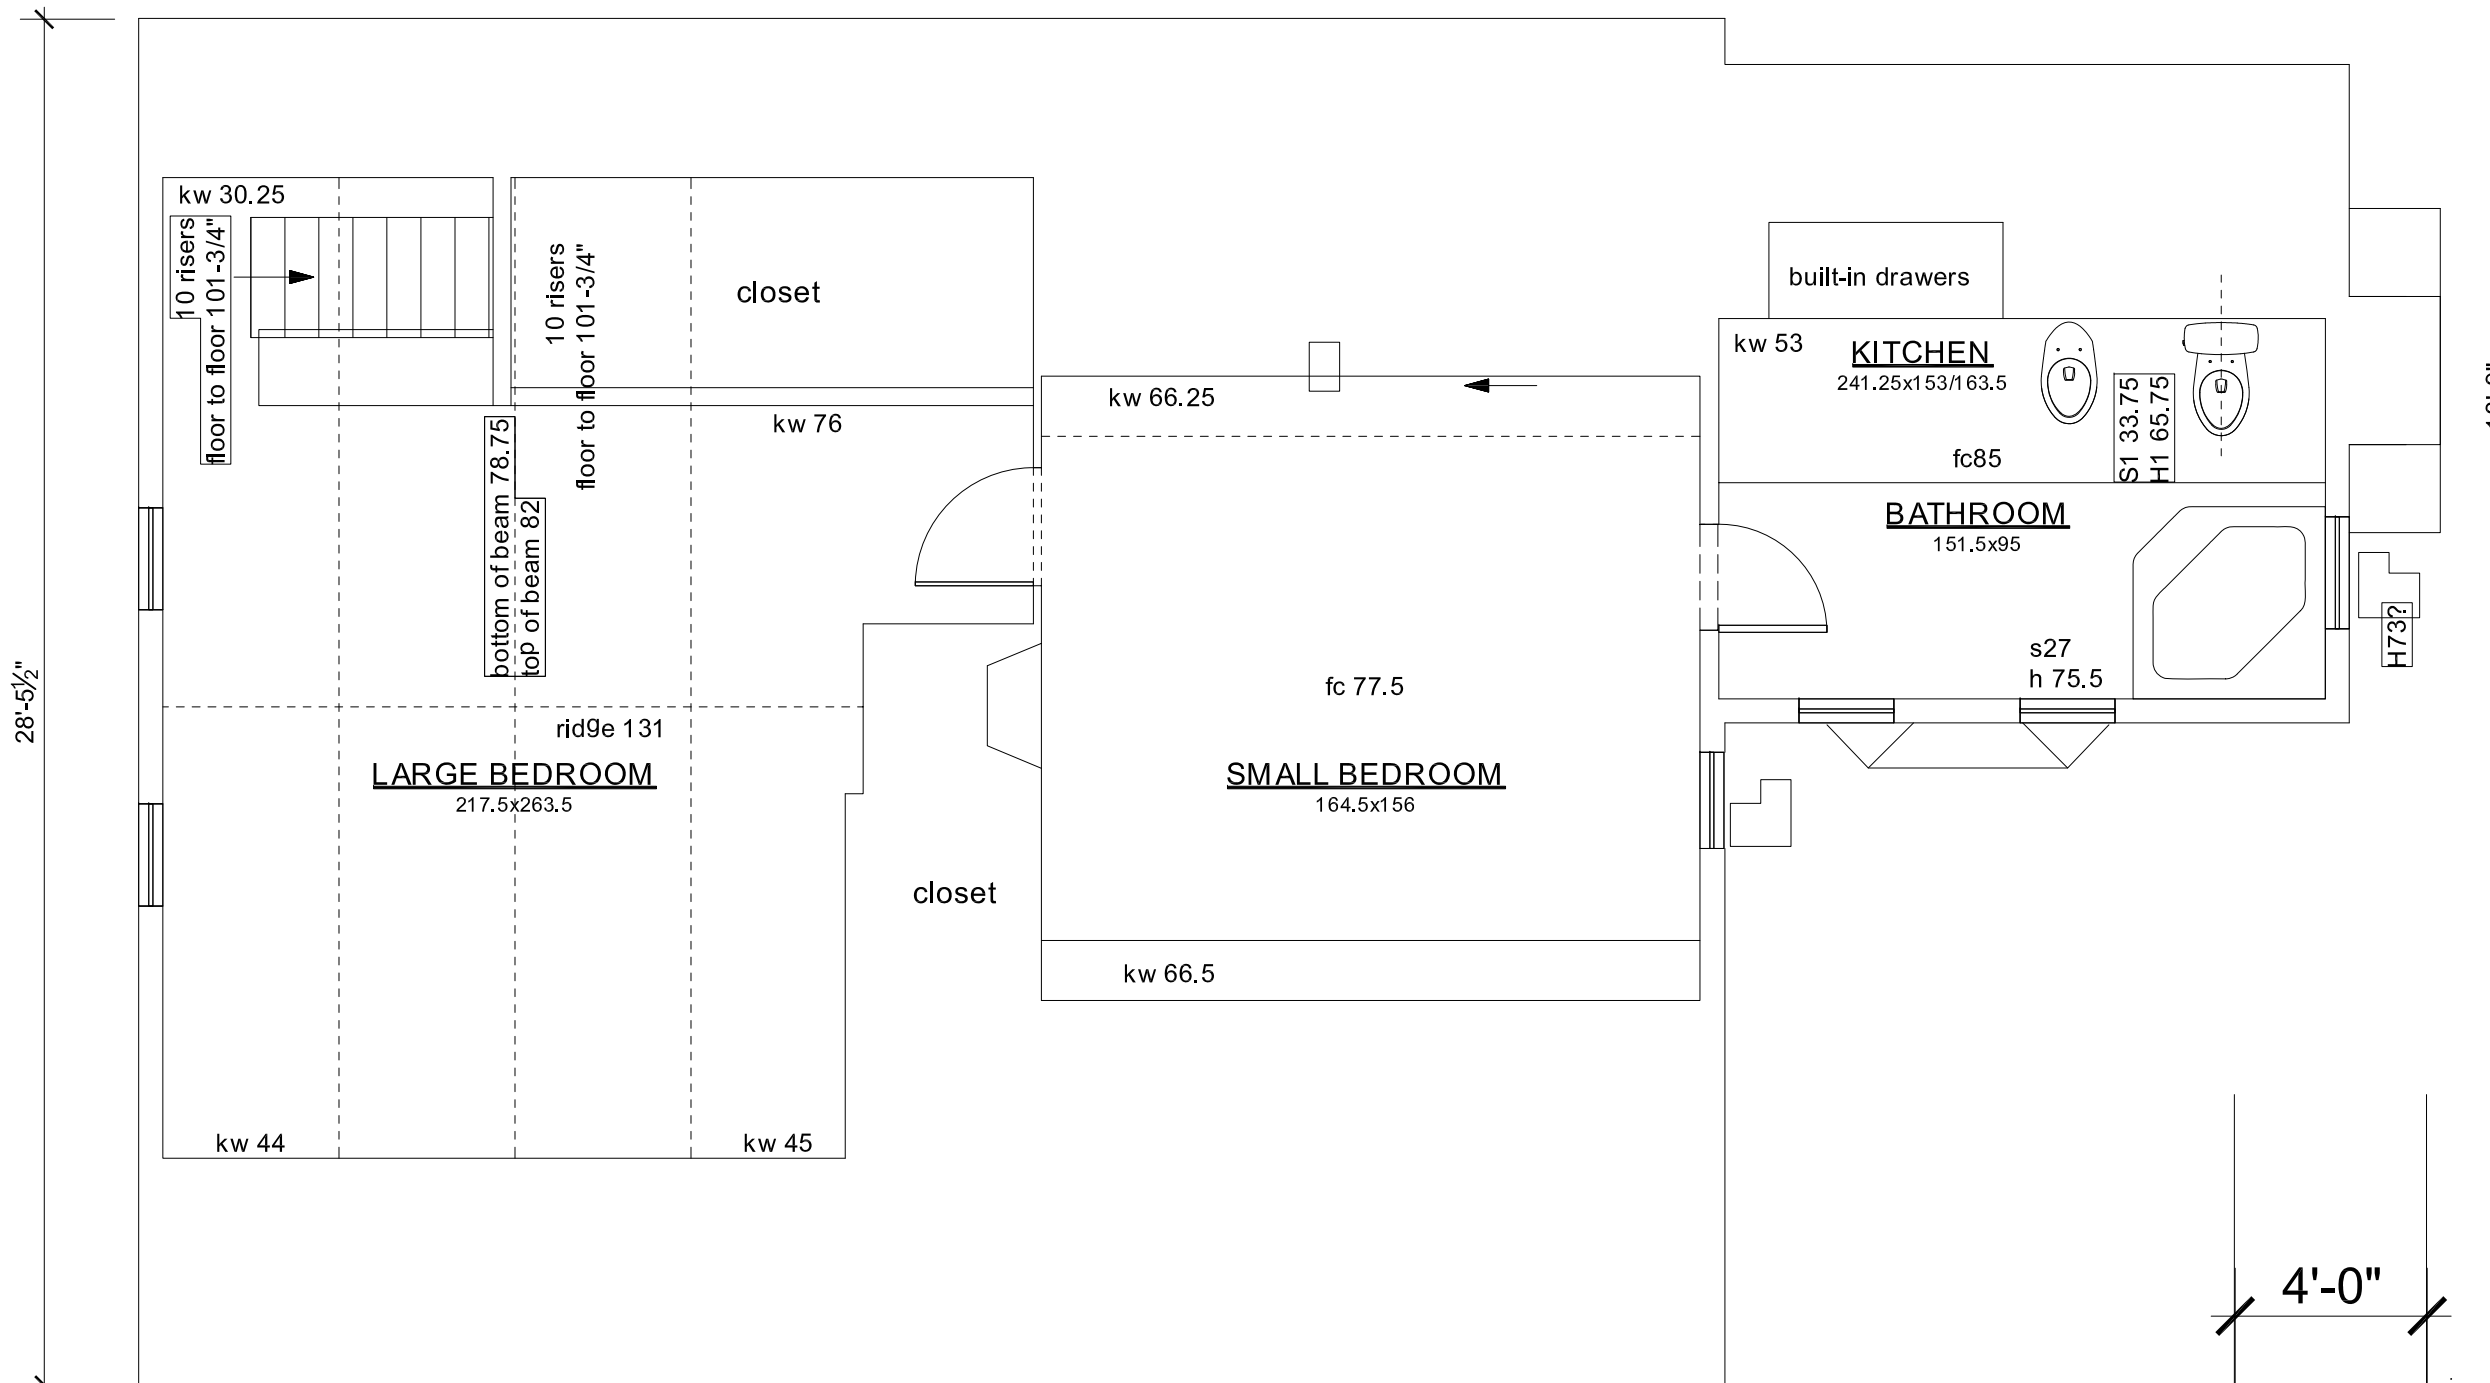 kw 30.25
10 risers
floor to floor 101-3/4"
10 risers
floor to floor 101-3/4"
closet
built-in drawers
kw 53
KITCHEN
241.25x153/163.5
S1 33.75
H1 65.75
kw 66.25
kw 76
bottom of beam 78.75
top of beam 82
fc85
BATHROOM
151.5x95
s27
h 75.5
H73?
28'-5½"
fc 77.5
ridge 131
LARGE BEDROOM
217.5x263.5
SMALL BEDROOM
164.5x156
closet
kw 66.5
kw 44
kw 45
4'-0"